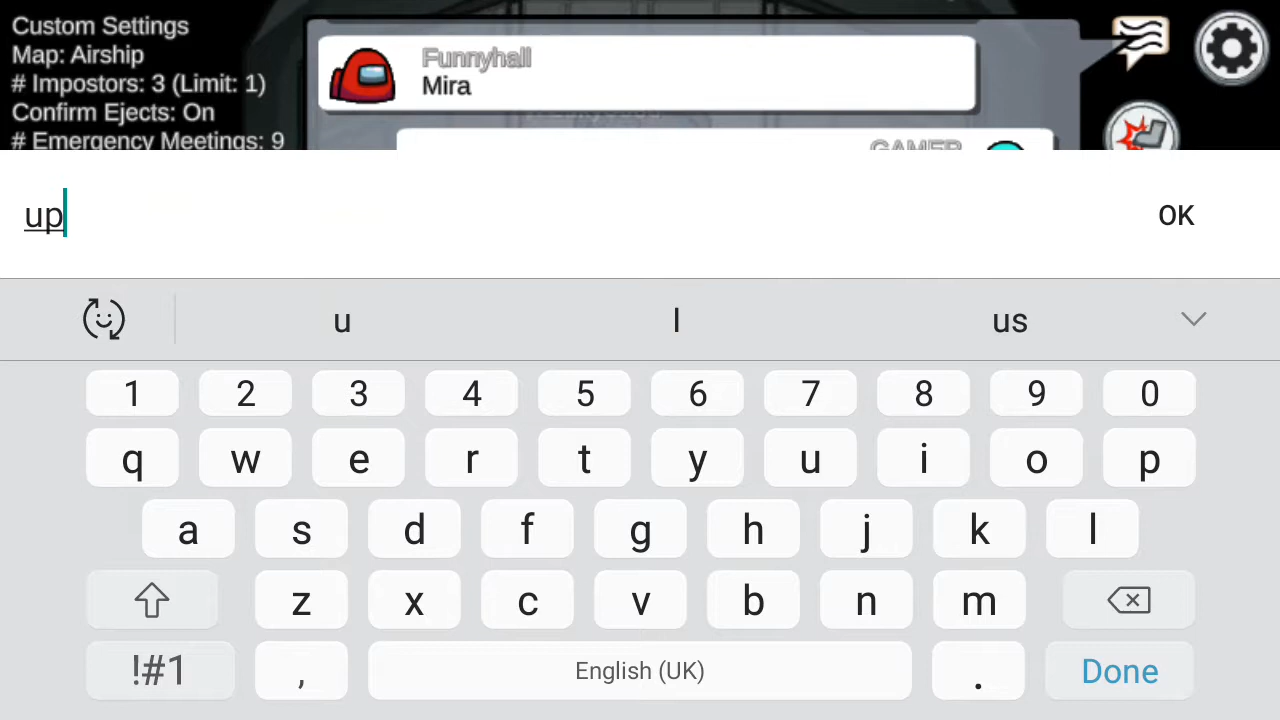 Custom Settings
Map: Airship
# Impostors: 3 (Limit: 1)
Confirm Ejects: On
# Emergency Meetings: 9
Funnyhall
Mira
GAMER
up
OK
u
I
us
1 2 3 4 5 6 7 8 9 0
q w e r t y u i o p
a s d f g h j k l
z x c v b n m
!#1 , English (UK) . Done